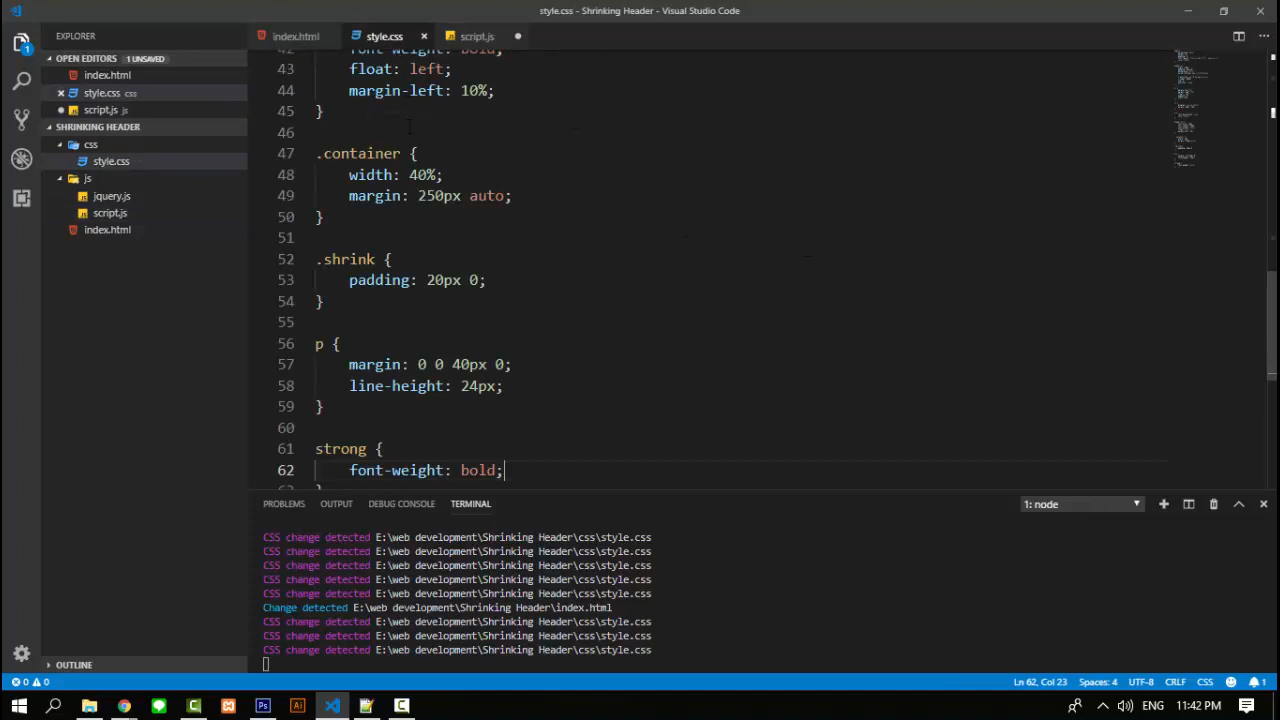 style.css - Shrinking Header - Visual Studio Code
EXPLORER
index.html
style.css
script.js
OPEN EDITORS 1 UNSAVED
index.html
style.css css
script.js js
SHRINKING HEADER
css
style.css
js
jquery.js
script.js
index.html
OUTLINE
42 font-weight: bold;
43 float: left;
44 margin-left: 10%;
45 }
46
47 .container {
48 width: 40%;
49 margin: 250px auto;
50 }
51
52 .shrink {
53 padding: 20px 0;
54 }
55
56 p {
57 margin: 0 0 40px 0;
58 line-height: 24px;
59 }
60
61 strong {
62 font-weight: bold;
63 }
PROBLEMS OUTPUT DEBUG CONSOLE TERMINAL 1: node
CSS change detected E:\web development\Shrinking Header\css\style.css
CSS change detected E:\web development\Shrinking Header\css\style.css
CSS change detected E:\web development\Shrinking Header\css\style.css
CSS change detected E:\web development\Shrinking Header\css\style.css
CSS change detected E:\web development\Shrinking Header\css\style.css
Change detected E:\web development\Shrinking Header\index.html
CSS change detected E:\web development\Shrinking Header\css\style.css
CSS change detected E:\web development\Shrinking Header\css\style.css
CSS change detected E:\web development\Shrinking Header\css\style.css
0 0 Ln 62, Col 23 Spaces: 4 UTF-8 CRLF CSS 1
ENG 11:42 PM